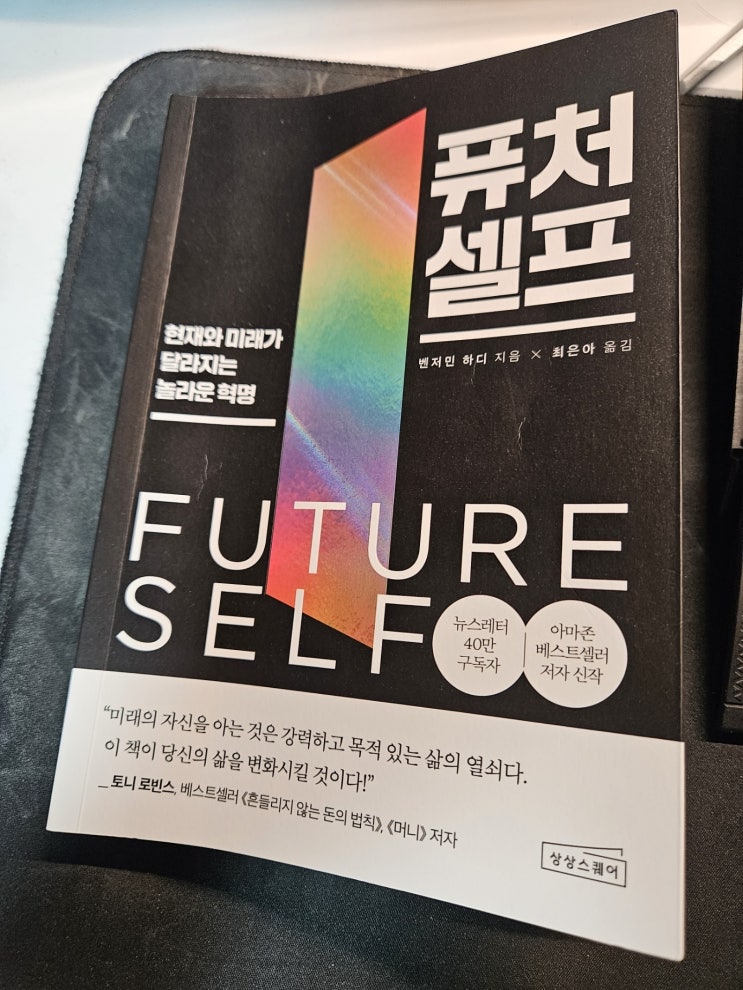 퓨처
셀프
벤저민 하디 지음 × 최은아 옮김
현재와 미래가
달라지는
놀라운 혁명
FUTURE
SELF
뉴스레터
40만
구독자
아마존
베스트셀러
저자 신작
“미래의 자신을 아는 것은 강력하고 목적 있는 삶의 열쇠다.
이 책이 당신의 삶을 변화시킬 것이다!”
― 토니 로빈스, 베스트셀러 《흔들리지 않는 돈의 법칙》, 《머니》 저자
상상스퀘어